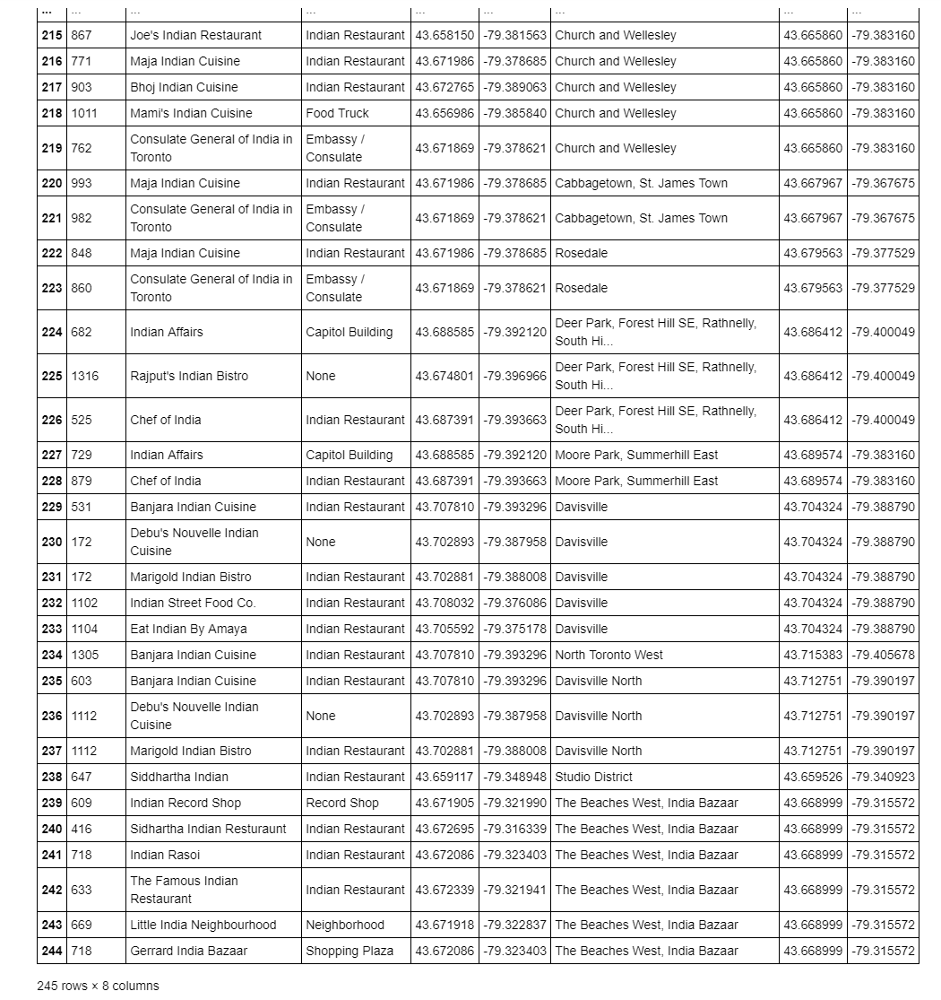 ... ... ... ... ... ... ... ... ...
215 867 Joe's Indian Restaurant Indian Restaurant 43.658150 -79.381563 Church and Wellesley 43.665860 -79.383160
216 771 Maja Indian Cuisine Indian Restaurant 43.671986 -79.378685 Church and Wellesley 43.665860 -79.383160
217 903 Bhoj Indian Cuisine Indian Restaurant 43.672765 -79.389063 Church and Wellesley 43.665860 -79.383160
218 1011 Mami's Indian Cuisine Food Truck 43.656986 -79.385840 Church and Wellesley 43.665860 -79.383160
219 762 Consulate General of India in Toronto Embassy / Consulate 43.671869 -79.378621 Church and Wellesley 43.665860 -79.383160
220 993 Maja Indian Cuisine Indian Restaurant 43.671986 -79.378685 Cabbagetown, St. James Town 43.667967 -79.367675
221 982 Consulate General of India in Toronto Embassy / Consulate 43.671869 -79.378621 Cabbagetown, St. James Town 43.667967 -79.367675
222 848 Maja Indian Cuisine Indian Restaurant 43.671986 -79.378685 Rosedale 43.679563 -79.377529
223 860 Consulate General of India in Toronto Embassy / Consulate 43.671869 -79.378621 Rosedale 43.679563 -79.377529
224 682 Indian Affairs Capitol Building 43.688585 -79.392120 Deer Park, Forest Hill SE, Rathnelly, South Hi... 43.686412 -79.400049
225 1316 Rajput's Indian Bistro None 43.674801 -79.396966 Deer Park, Forest Hill SE, Rathnelly, South Hi... 43.686412 -79.400049
226 525 Chef of India Indian Restaurant 43.687391 -79.393663 Deer Park, Forest Hill SE, Rathnelly, South Hi... 43.686412 -79.400049
227 729 Indian Affairs Capitol Building 43.688585 -79.392120 Moore Park, Summerhill East 43.689574 -79.383160
228 879 Chef of India Indian Restaurant 43.687391 -79.393663 Moore Park, Summerhill East 43.689574 -79.383160
229 531 Banjara Indian Cuisine Indian Restaurant 43.707810 -79.393296 Davisville 43.704324 -79.388790
230 172 Debu's Nouvelle Indian Cuisine None 43.702893 -79.387958 Davisville 43.704324 -79.388790
231 172 Marigold Indian Bistro Indian Restaurant 43.702881 -79.388008 Davisville 43.704324 -79.388790
232 1102 Indian Street Food Co. Indian Restaurant 43.708032 -79.376086 Davisville 43.704324 -79.388790
233 1104 Eat Indian By Amaya Indian Restaurant 43.705592 -79.375178 Davisville 43.704324 -79.388790
234 1305 Banjara Indian Cuisine Indian Restaurant 43.707810 -79.393296 North Toronto West 43.715383 -79.405678
235 603 Banjara Indian Cuisine Indian Restaurant 43.707810 -79.393296 Davisville North 43.712751 -79.390197
236 1112 Debu's Nouvelle Indian Cuisine None 43.702893 -79.387958 Davisville North 43.712751 -79.390197
237 1112 Marigold Indian Bistro Indian Restaurant 43.702881 -79.388008 Davisville North 43.712751 -79.390197
238 647 Siddhartha Indian Indian Restaurant 43.659117 -79.348948 Studio District 43.659526 -79.340923
239 609 Indian Record Shop Record Shop 43.671905 -79.321990 The Beaches West, India Bazaar 43.668999 -79.315572
240 416 Sidhartha Indian Resturaunt Indian Restaurant 43.672695 -79.316339 The Beaches West, India Bazaar 43.668999 -79.315572
241 718 Indian Rasoi Indian Restaurant 43.672086 -79.323403 The Beaches West, India Bazaar 43.668999 -79.315572
242 633 The Famous Indian Restaurant Indian Restaurant 43.672339 -79.321941 The Beaches West, India Bazaar 43.668999 -79.315572
243 669 Little India Neighbourhood Neighborhood 43.671918 -79.322837 The Beaches West, India Bazaar 43.668999 -79.315572
244 718 Gerrard India Bazaar Shopping Plaza 43.672086 -79.323403 The Beaches West, India Bazaar 43.668999 -79.315572
245 rows × 8 columns